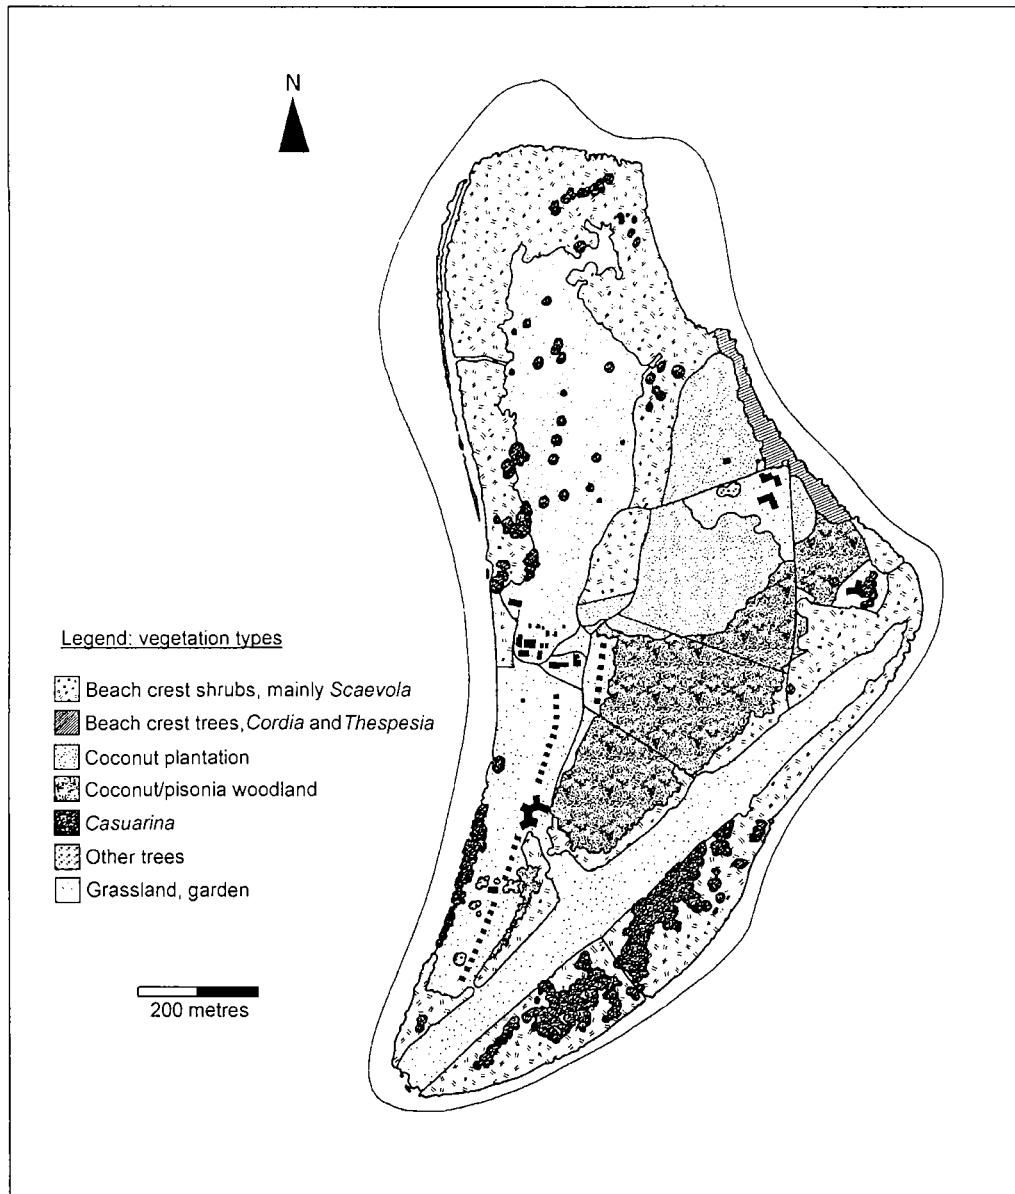 N
Legend: vegetation types
Beach crest shrubs, mainly Scaevola
Beach crest trees, Cordia and Thespesia
Coconut plantation
Coconut/pisonia woodland
Casuarina
Other trees
Grassland, garden
200 metres